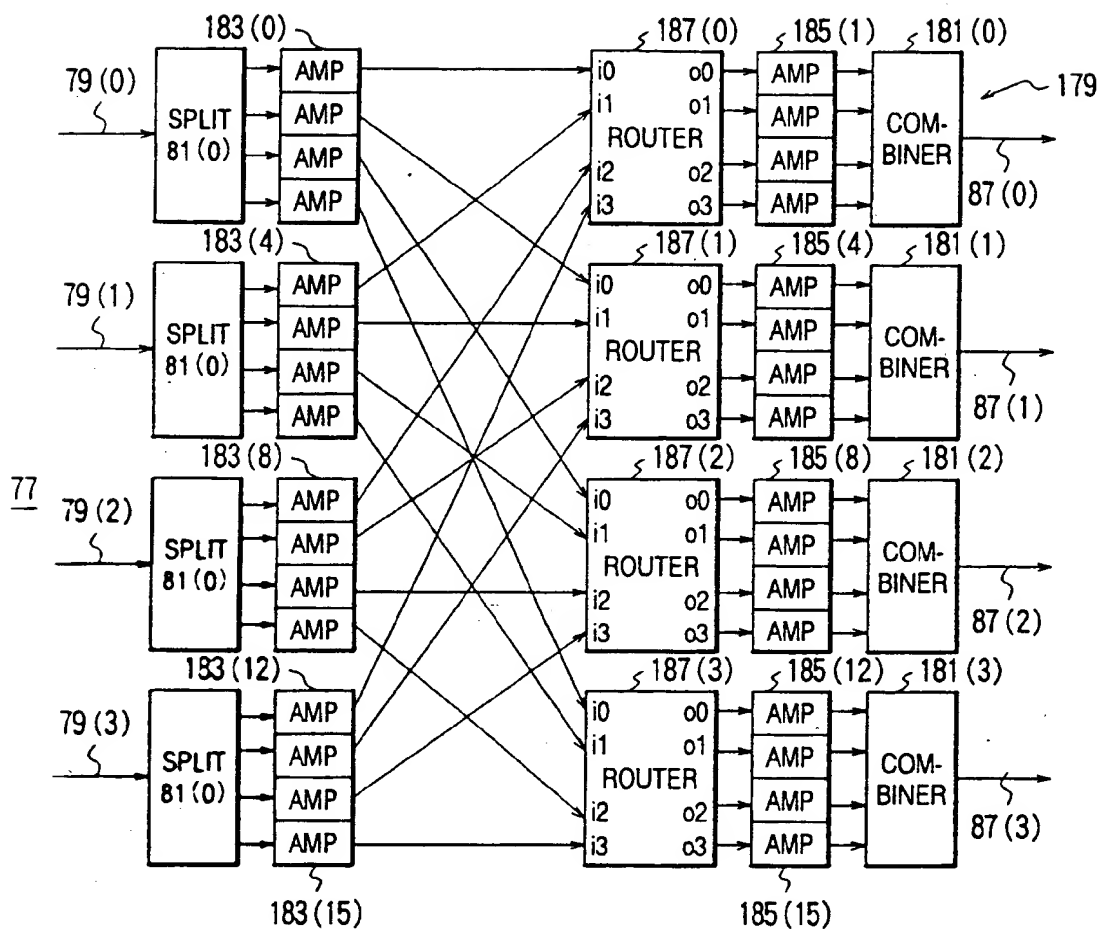 183(0) 187(0) 185(1) 181(0)
79(0) SPLIT 81(0) AMP AMP AMP AMP i0 i1 i2 i3 ROUTER o0 o1 o2 o3 AMP AMP AMP AMP COM-
BINER 179 87(0)
183(4) 187(1) 185(4) 181(1)
79(1) SPLIT 81(0) AMP AMP AMP AMP i0 i1 i2 i3 ROUTER o0 o1 o2 o3 AMP AMP AMP AMP COM-
BINER 87(1)
77
183(8) 187(2) 185(8) 181(2)
79(2) SPLIT 81(0) AMP AMP AMP AMP i0 i1 i2 i3 ROUTER o0 o1 o2 o3 AMP AMP AMP AMP COM-
BINER 87(2)
183(12) 187(3) 185(12) 181(3)
79(3) SPLIT 81(0) AMP AMP AMP AMP i0 i1 i2 i3 ROUTER o0 o1 o2 o3 AMP AMP AMP AMP COM-
BINER 87(3)
183(15) 185(15)